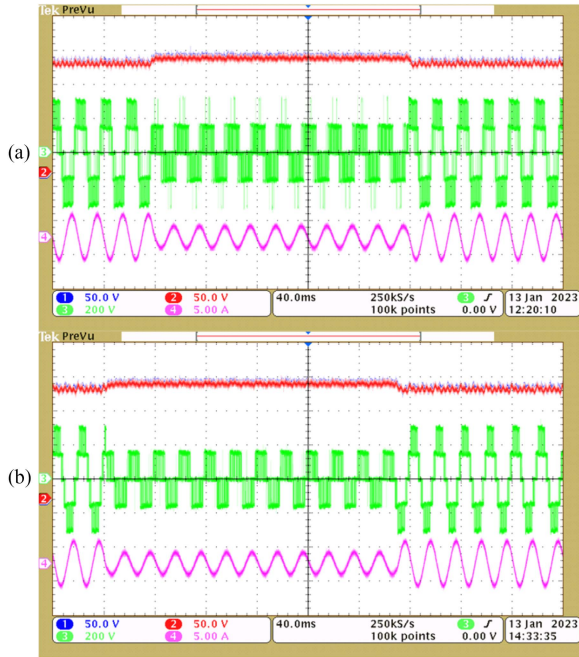 Tek PreVu
(a)
3
2
4
1 50.0 V 2 50.0 V 40.0ms 250kS/s 3 13 Jan 2023
3 200 V 4 5.00 A 100k points 0.00 V 12:20:10
Tek PreVu
(b)
3
2
4
1 50.0 V 2 50.0 V 40.0ms 250kS/s 3 13 Jan 2023
3 200 V 4 5.00 A 100k points 0.00 V 14:33:35